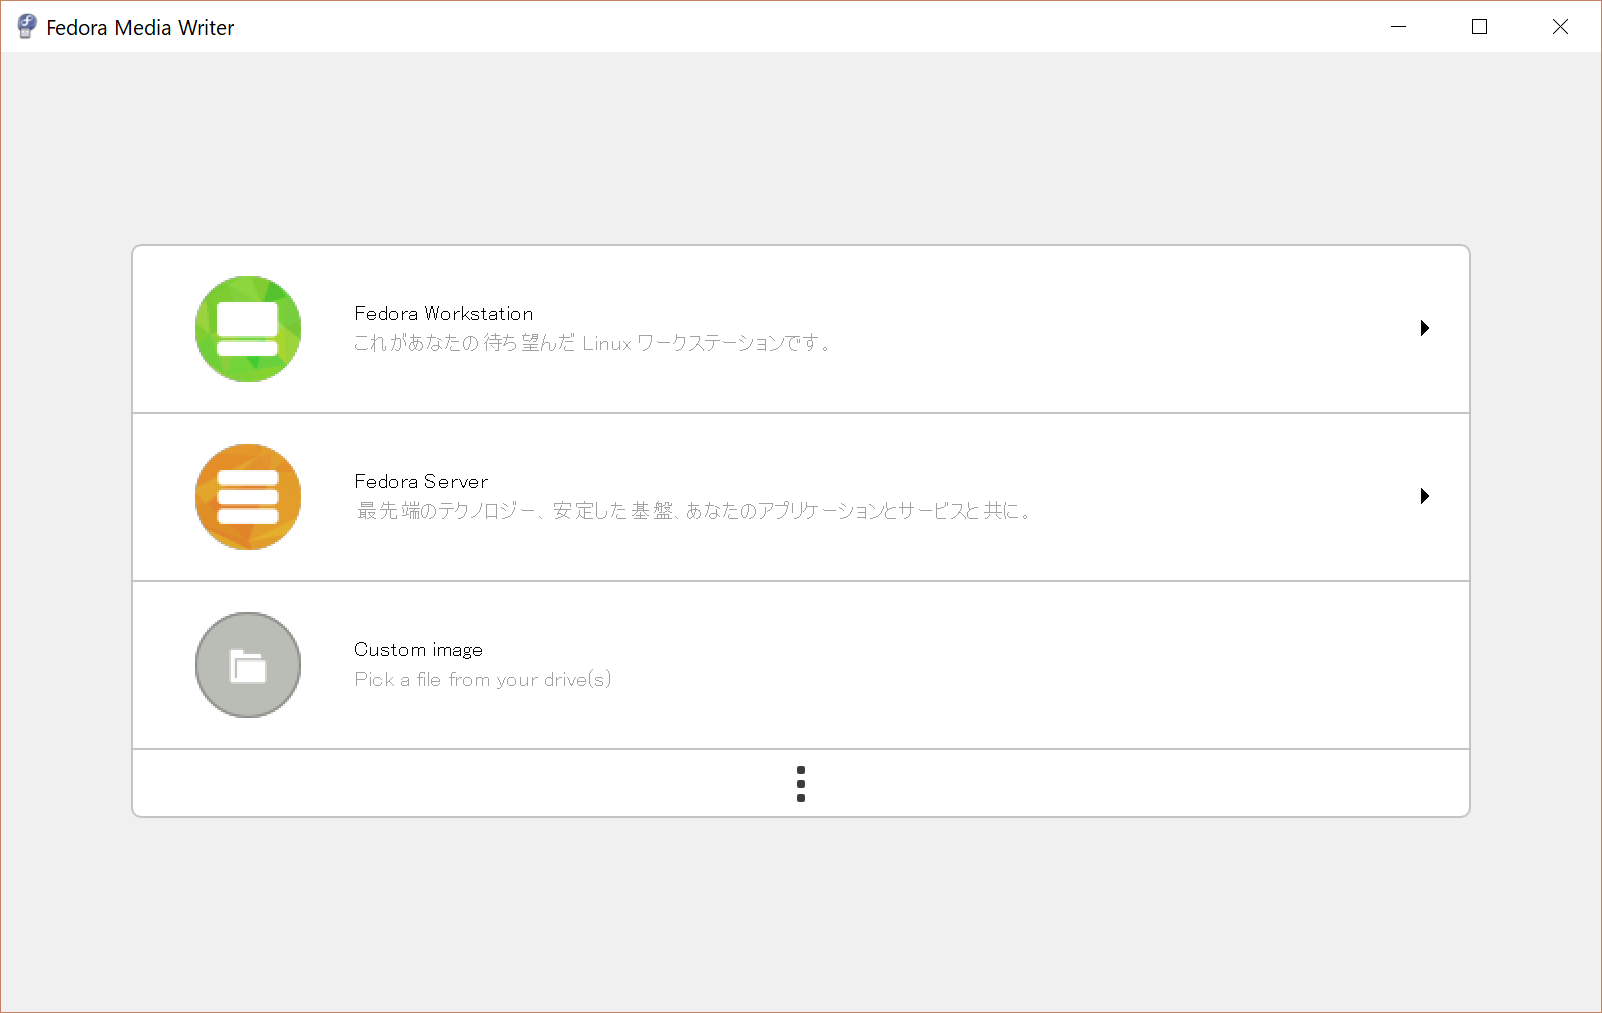 Fedora Media Writer
Fedora Workstation
これがあなたの待ち望んだ Linux ワークステーションです。
Fedora Server
最先端のテクノロジー、安定した基盤、あなたのアプリケーションとサービスと共に。
Custom image
Pick a file from your drive(s)